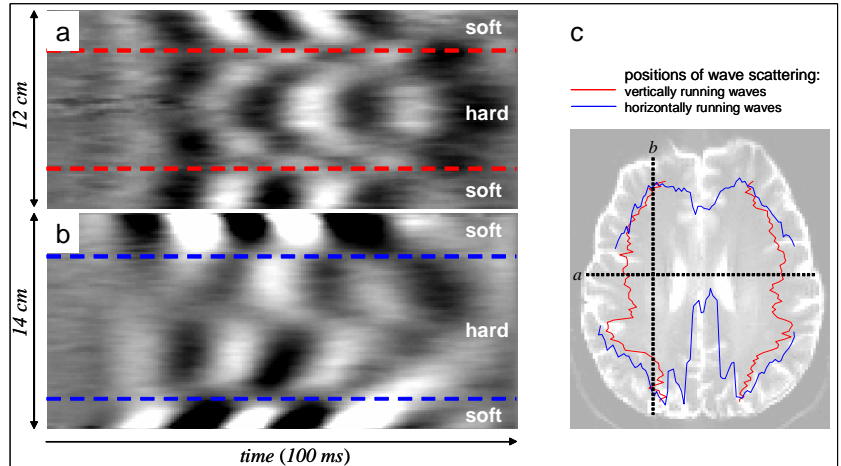 a
soft
12 cm
hard
soft
b
soft
14 cm
hard
soft
time (100 ms)
c
positions of wave scattering:
vertically running waves
horizontally running waves
b
a